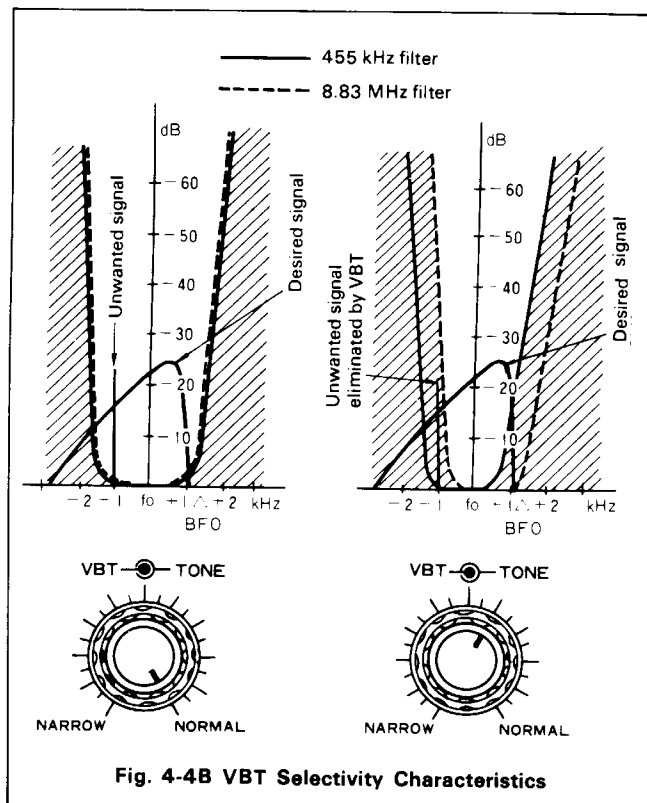 455 kHz filter
8.83 MHz filter
dB
-60
-50
-40
-30
-20
-10
Unwanted signal
Desired signal
-2 -1 fo +1 △ +2 kHz
BFO
dB
-60
-50
-40
-30
-20
-10
Unwanted signal
eliminated by VBT
Desired signal
-2 -1 fo +1 △ +2 kHz
BFO
VBT TONE
NARROW NORMAL
VBT TONE
NARROW NORMAL
Fig. 4-4B VBT Selectivity Characteristics